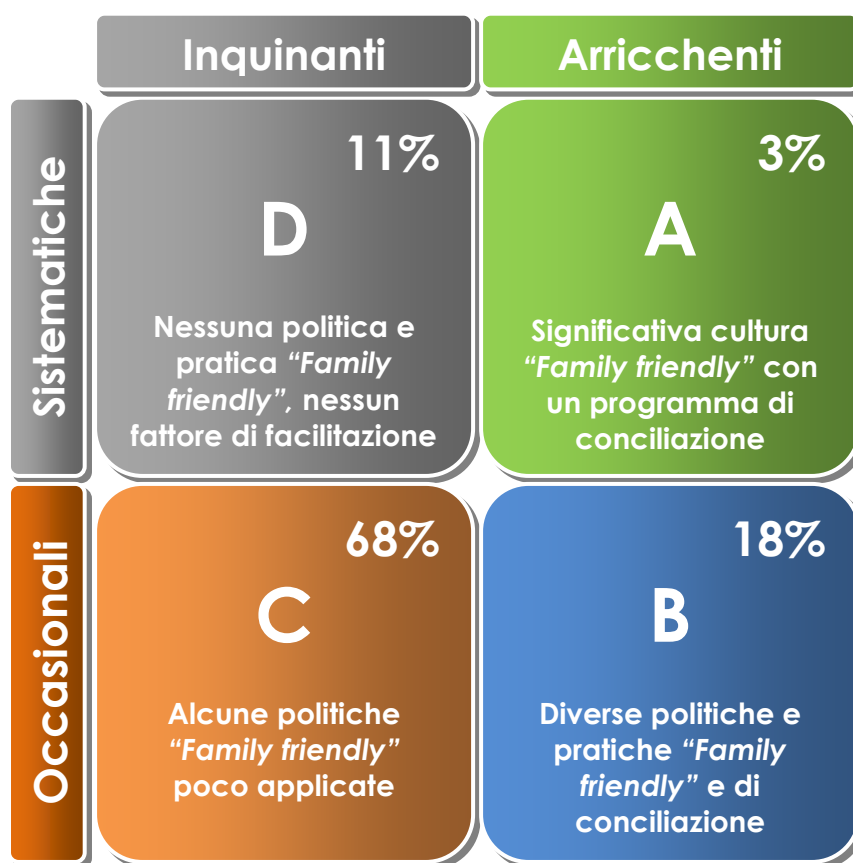 Inquinanti
Arricchenti
Sistematiche
11%
D
Nessuna politica e
pratica “Family
friendly”, nessun
fattore di facilitazione
3%
A
Significativa cultura
“Family friendly” con
un programma di
conciliazione
Occasionali
68%
C
Alcune politiche
“Family friendly”
poco applicate
18%
B
Diverse politiche e
pratiche “Family
friendly” e di
conciliazione